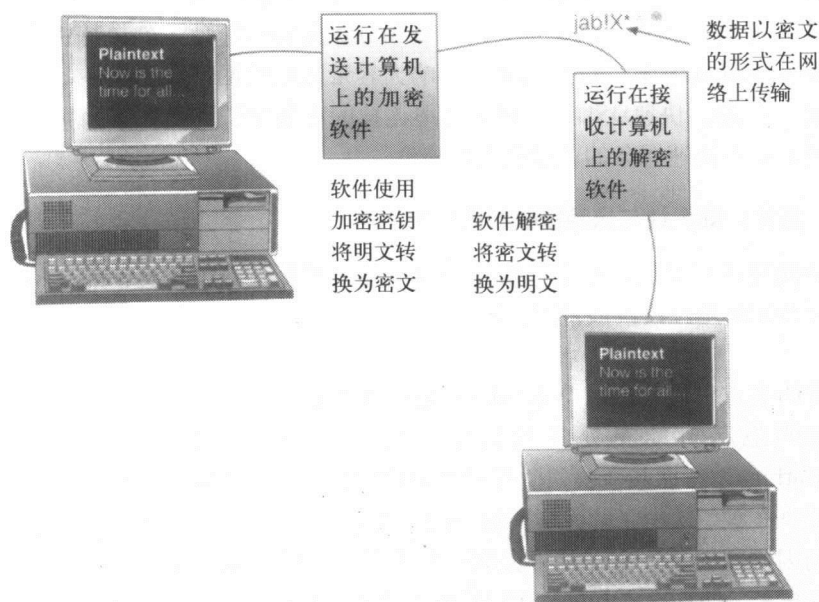 Plaintext
Now is the
time for all...
运行在发
送计算机
上的加密
软件
jab!X*
数据以密文
的形式在网
络上传输
运行在接
收计算机
上的解密
软件
软件使用
加密密钥
将明文转
换为密文
软件解密
将密文转
换为明文
Plaintext
Now is the
time for all...